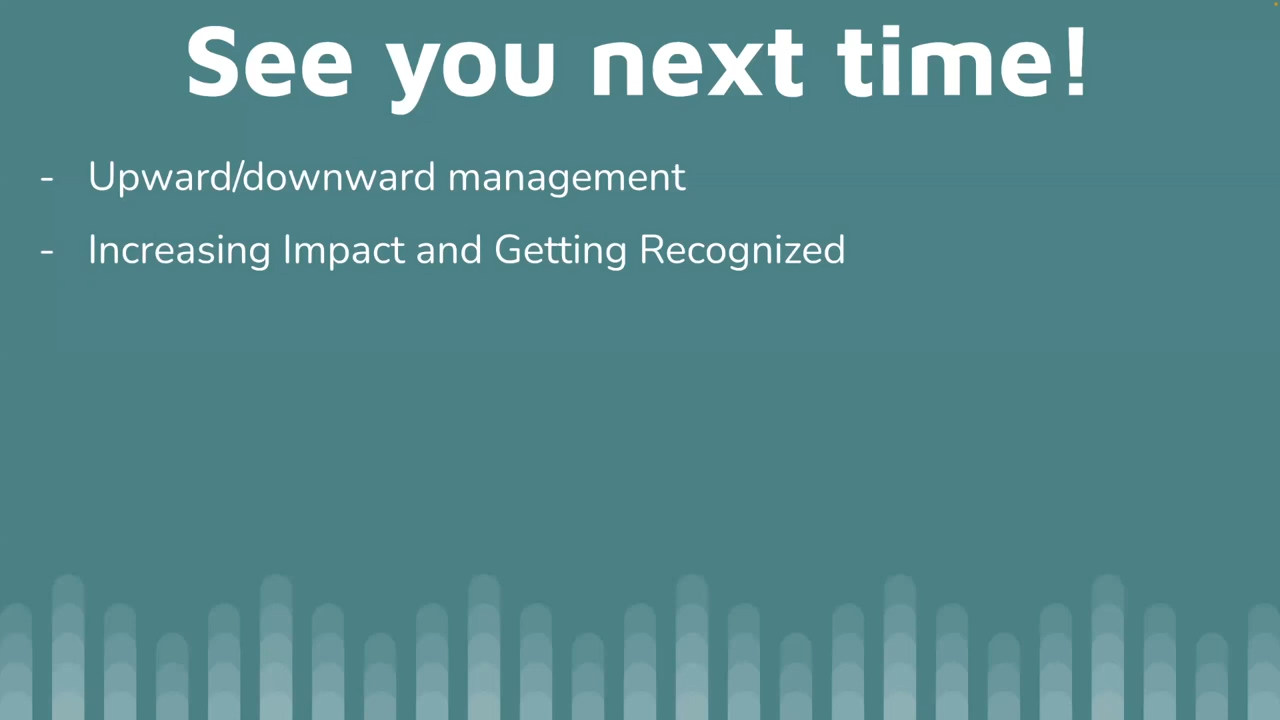 See you next time!
- Upward/downward management
- Increasing Impact and Getting Recognized